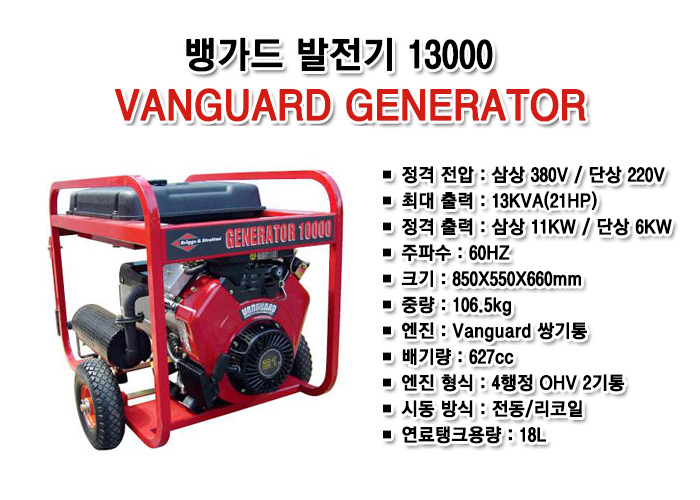 뱅가드 발전기 13000
VANGUARD GENERATOR
▪ 정격 전압 : 삼상 380V / 단상 220V
▪ 최대 출력 : 13KVA(21HP)
▪ 정격 출력 : 삼상 11KW / 단상 6KW
▪ 주파수 : 60HZ
▪ 크기 : 850X550X660mm
▪ 중량 : 106.5kg
▪ 엔진 : Vanguard 쌍기통
▪ 배기량 : 627cc
▪ 엔진 형식 : 4행정 OHV 2기통
▪ 시동 방식 : 전동/리코일
▪ 연료탱크용량 : 18L
Briggs & Stratton
GENERATOR 10000
VANGUARD
21